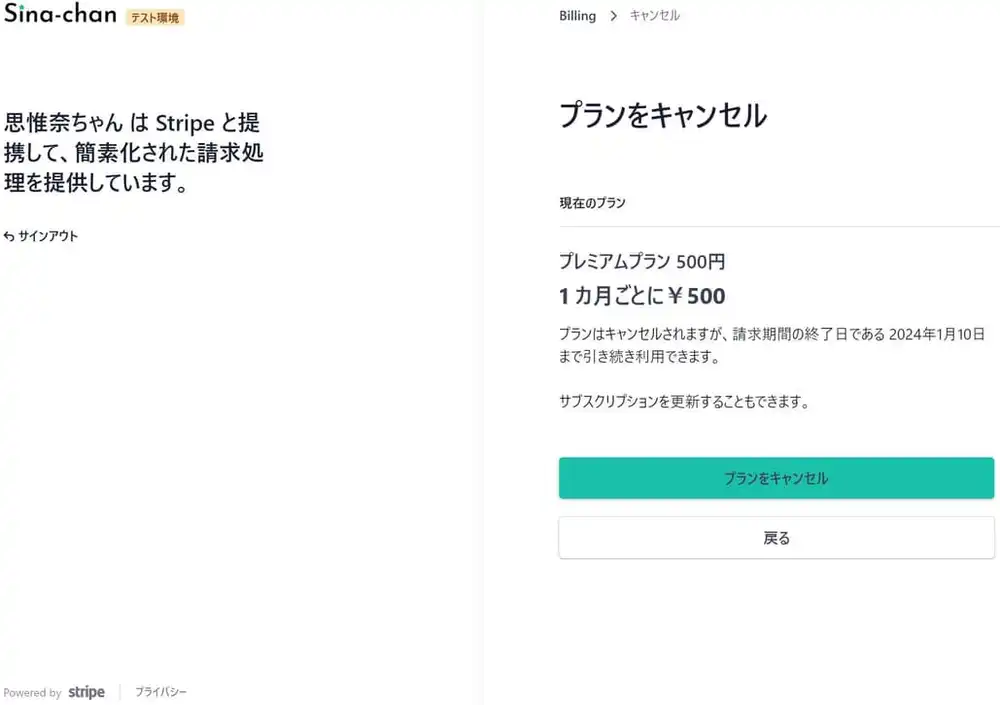 Sina-chan テスト環境
思惟奈ちゃん は Stripe と提
携して、簡素化された請求処
理を提供しています。
サインアウト
Powered by stripe プライバシー
Billing キャンセル
プランをキャンセル
現在のプラン
プレミアムプラン 500円
1 カ月ごとに￥500
プランはキャンセルされますが、請求期間の終了日である 2024年1月10日
まで引き続き利用できます。
サブスクリプションを更新することもできます。
プランをキャンセル
戻る